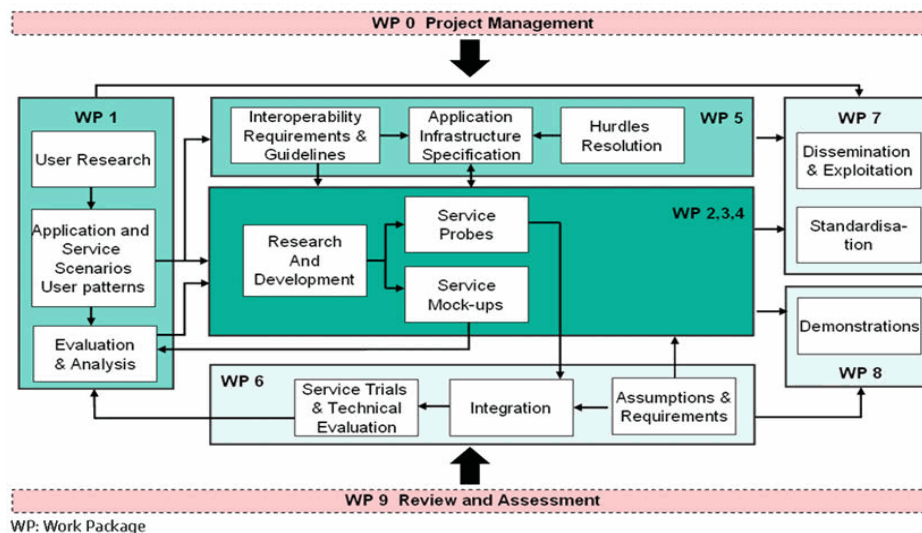 WP 0 Project Management
WP 1
User Research
Application and
Service
Scenarios
User patterns
Evaluation
& Analysis
Interoperability
Requirements &
Guidelines
Application
Infrastructure
Specification
Hurdles
Resolution
WP 5
WP 2,3,4
Research
And
Development
Service
Probes
Service
Mock-ups
WP 6
Service Trials
& Technical
Evaluation
Integration
Assumptions &
Requirements
WP 7
Dissemination
& Exploitation
Standardisa-
tion
Demonstrations
WP 8
WP 9 Review and Assessment
WP: Work Package